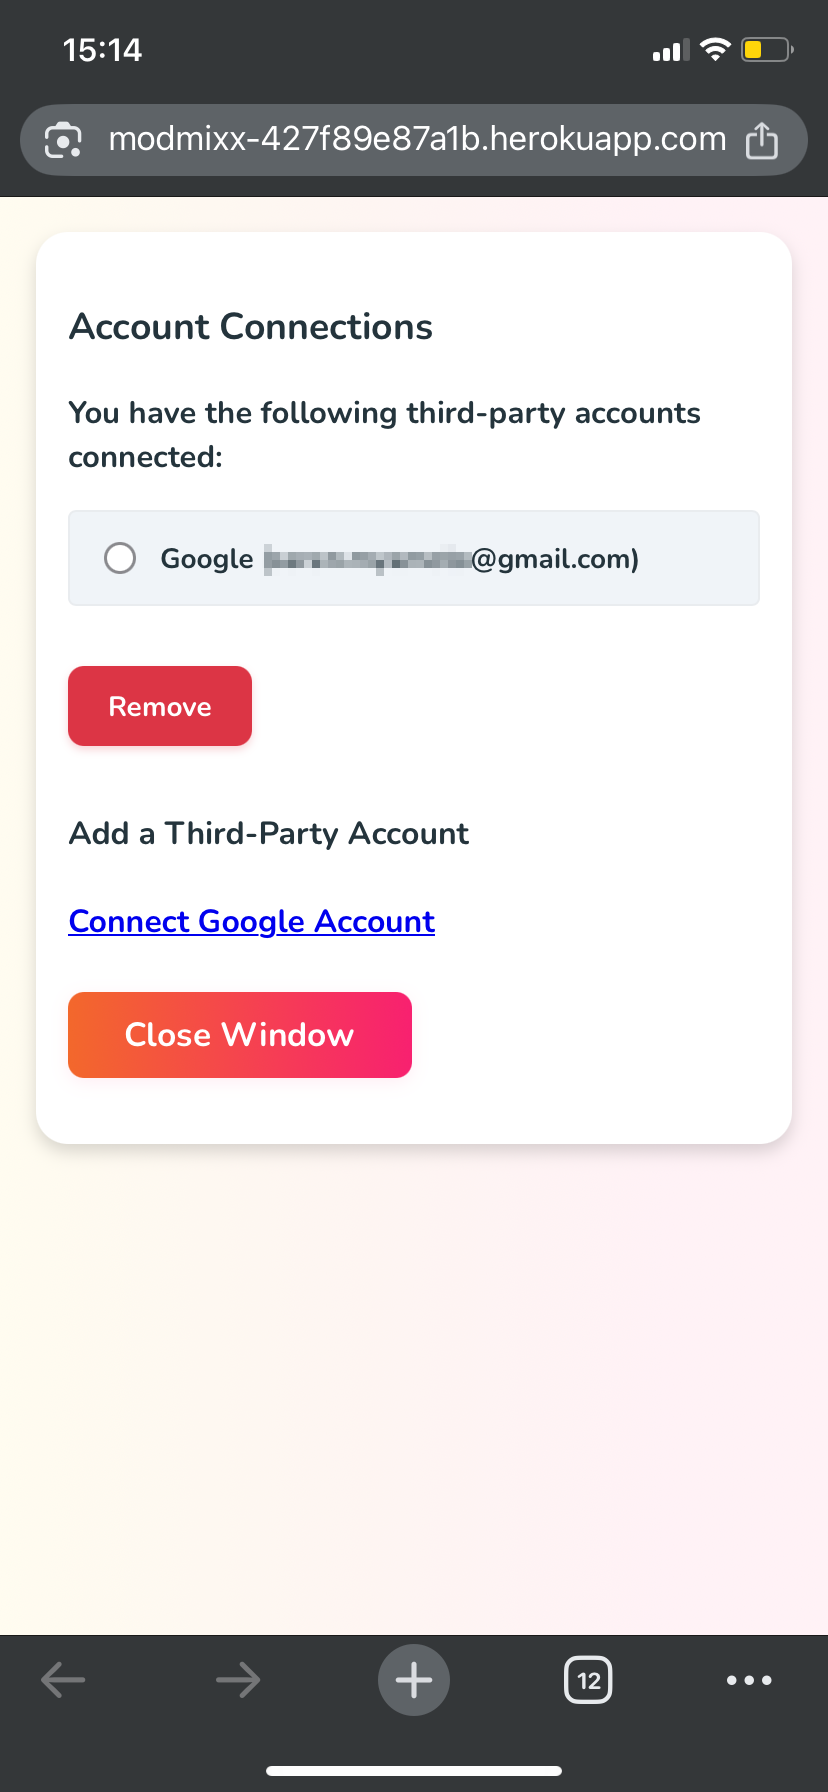 15:14
modmixx-427f89e87a1b.herokuapp.com
Account Connections
You have the following third-party accounts
connected:
Google @gmail.com)
Remove
Add a Third-Party Account
Connect Google Account
Close Window
12